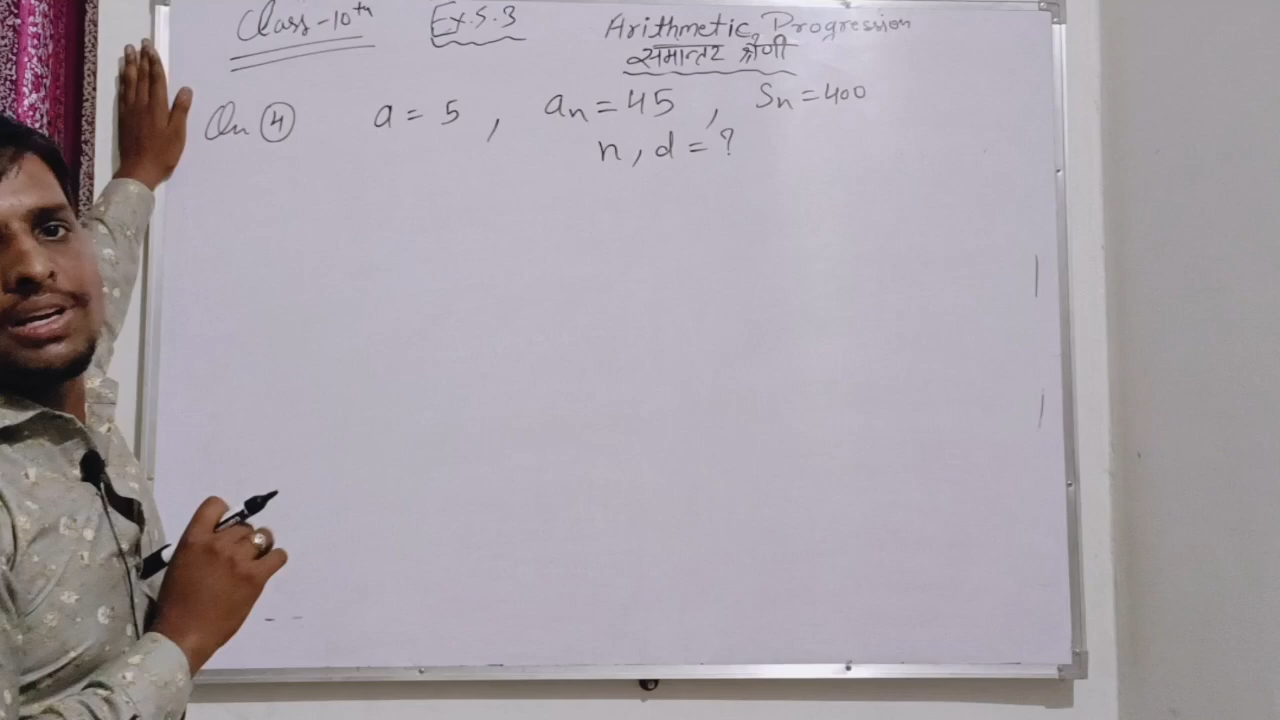 Class-10th Ex.5.3 Arithmetic Progression
समान्तर श्रेणी
Qn 4 a = 5 , an = 45 , Sn = 400
n, d = ?